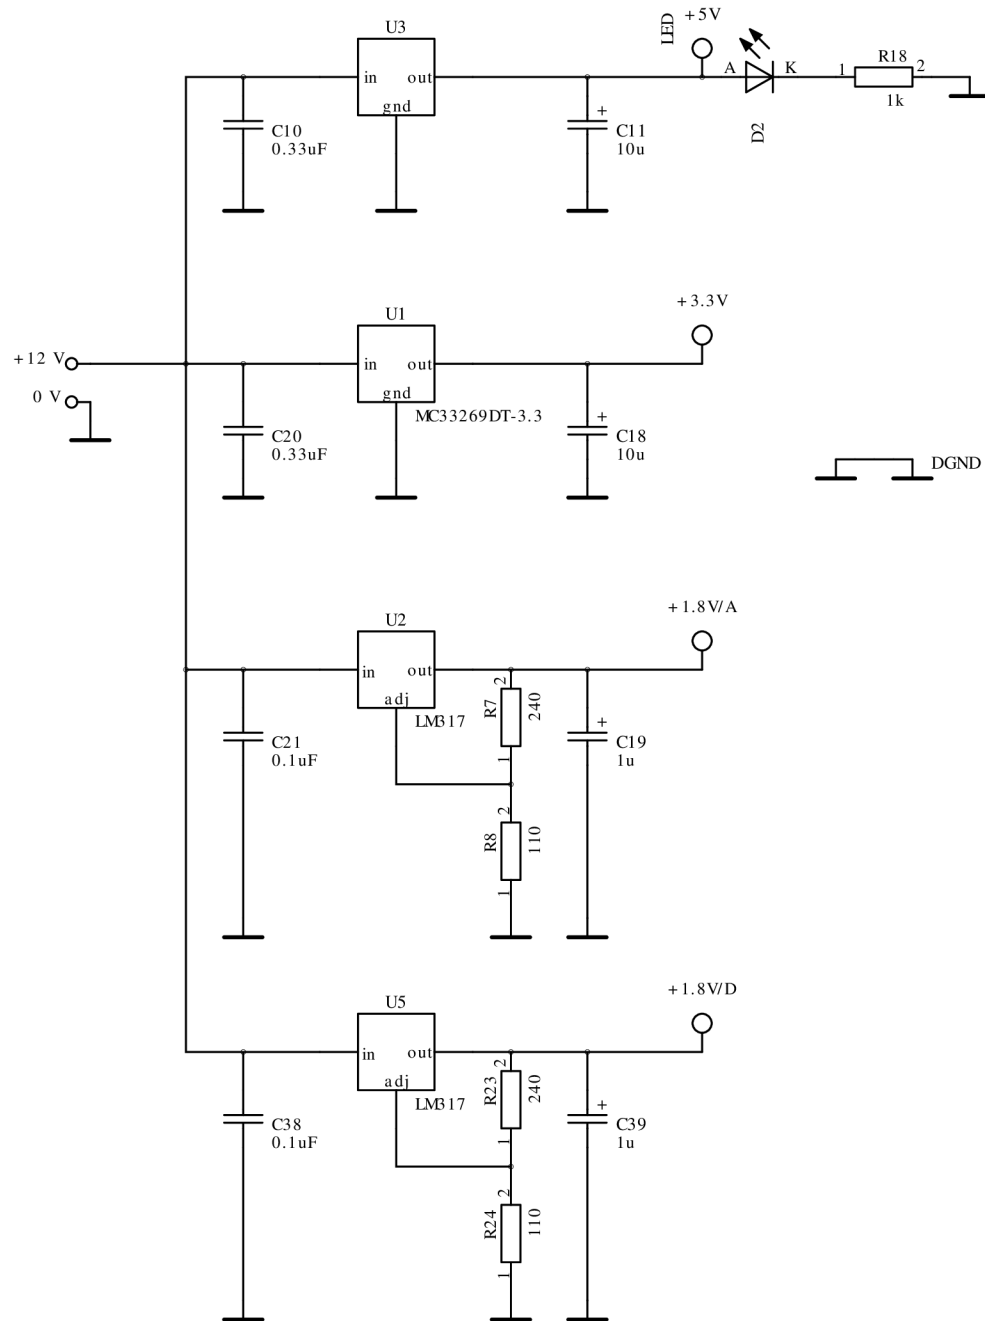 U3
in out
gnd
C10
0.33uF
+
C11
10u
LED
+5V
A
K
D2
1
R18
2
1k
+12 V
0 V
U1
in out
gnd
MC33269DT-3.3
C20
0.33uF
+
C18
10u
+3.3V
DGND
U2
in out
adj
LM317
C21
0.1uF
2
R7
240
1
2
R8
110
1
+
C19
1u
+1.8V/A
U5
in out
adj
LM317
C38
0.1uF
2
R23
240
1
2
R24
110
1
+
C39
1u
+1.8V/D